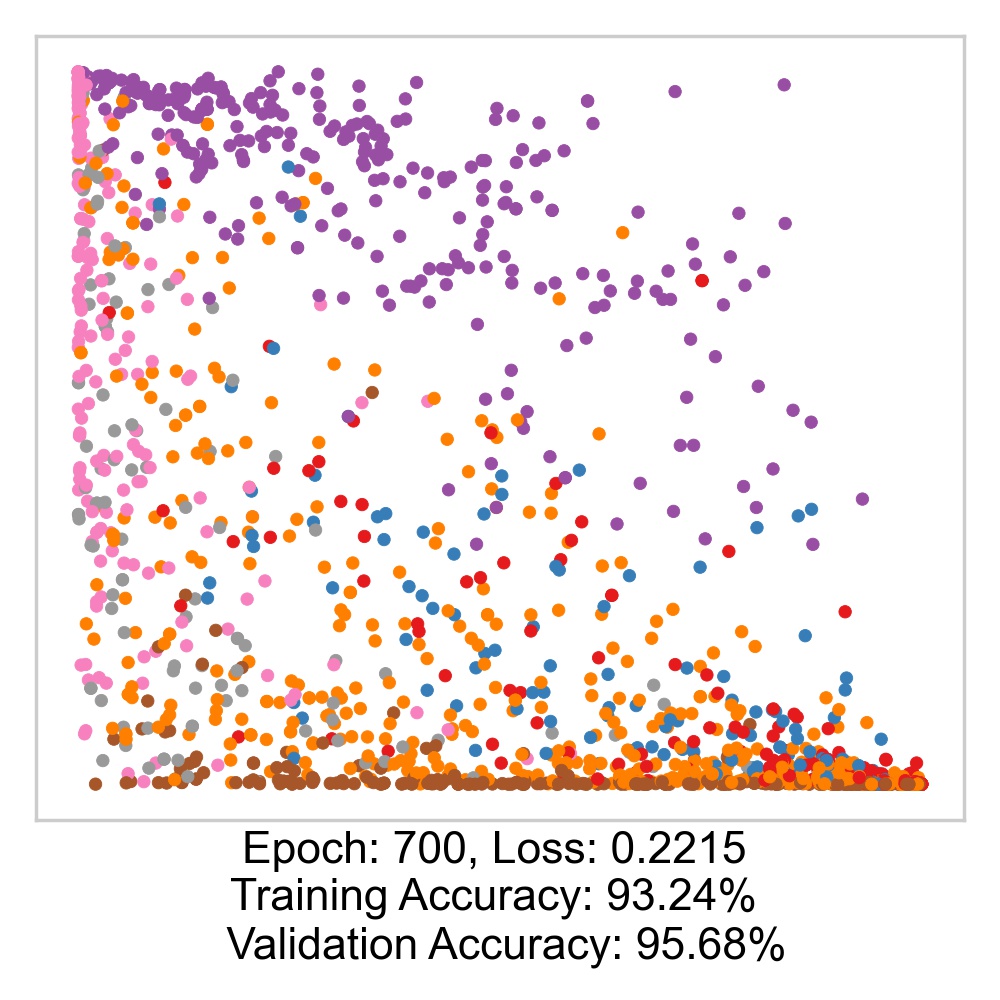 Epoch: 700, Loss: 0.2215
Training Accuracy: 93.24%
Validation Accuracy: 95.68%